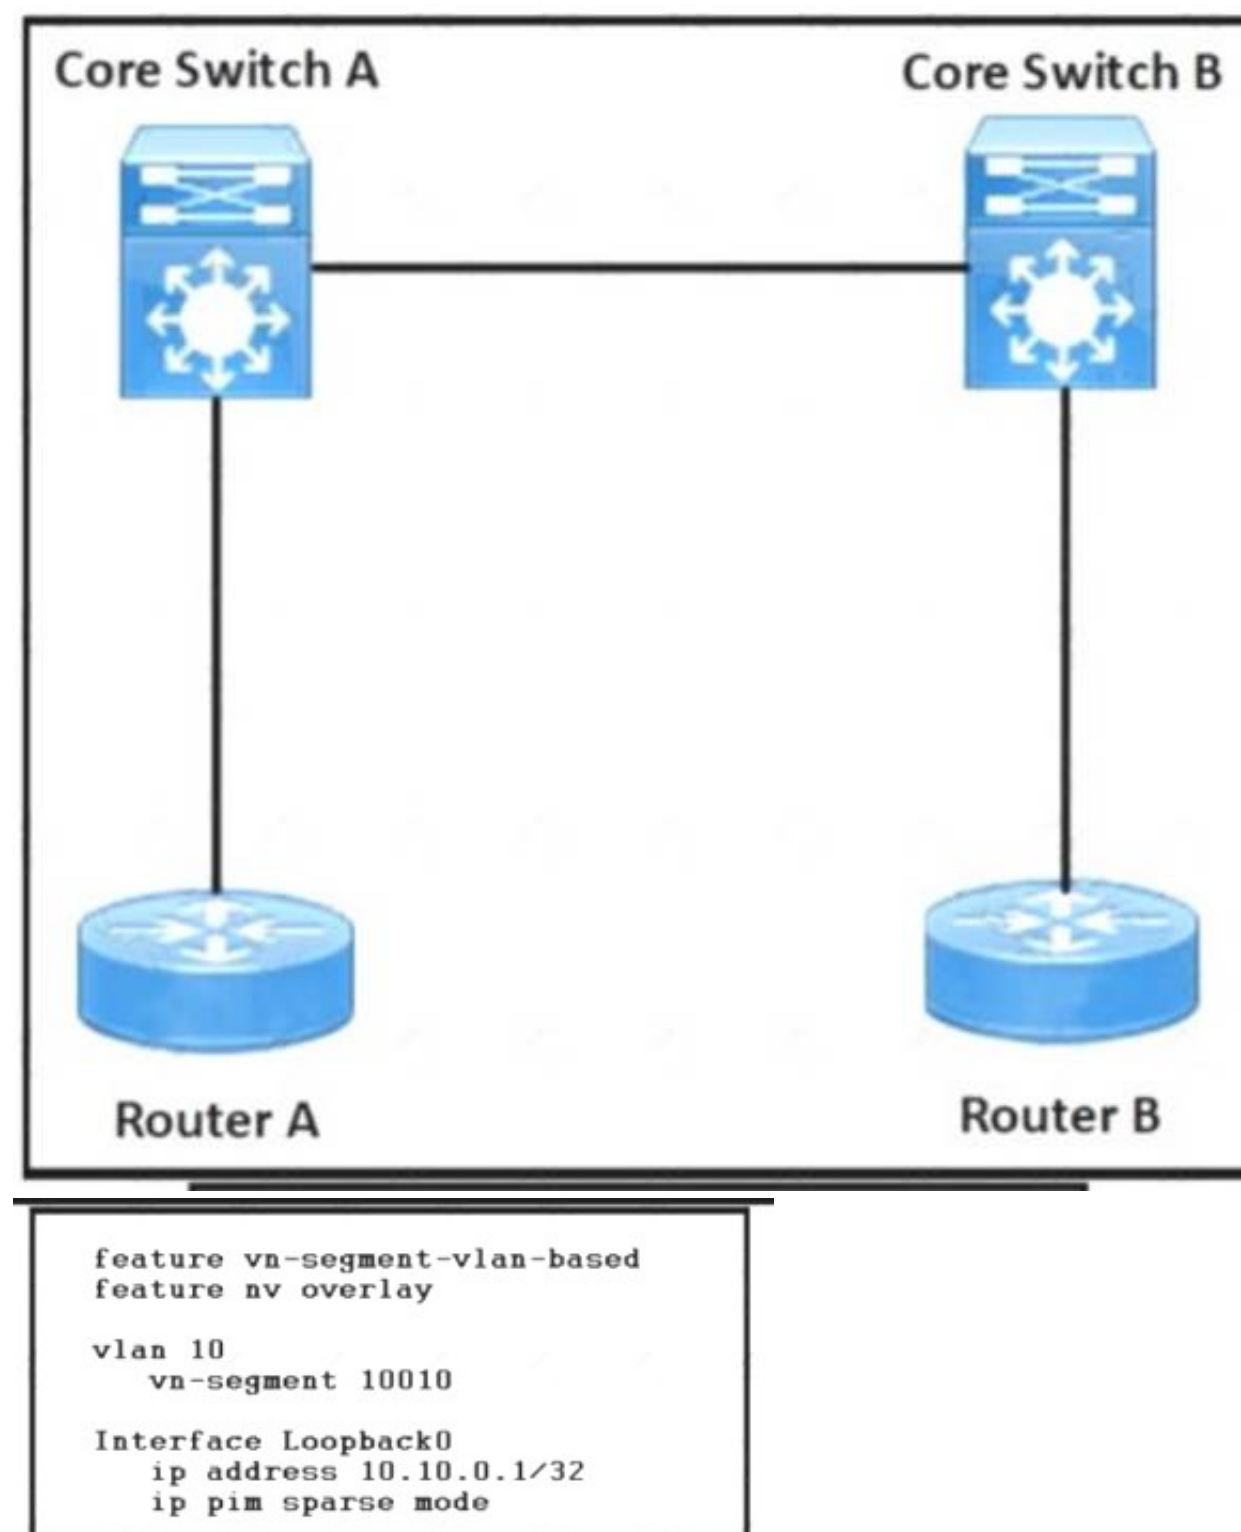 Core Switch A
Core Switch B
Router A
Router B
feature vn-segment-vlan-based
feature nv overlay
vlan 10
vn-segment 10010
Interface Loopback0
ip address 10.10.0.1/32
ip pim sparse mode